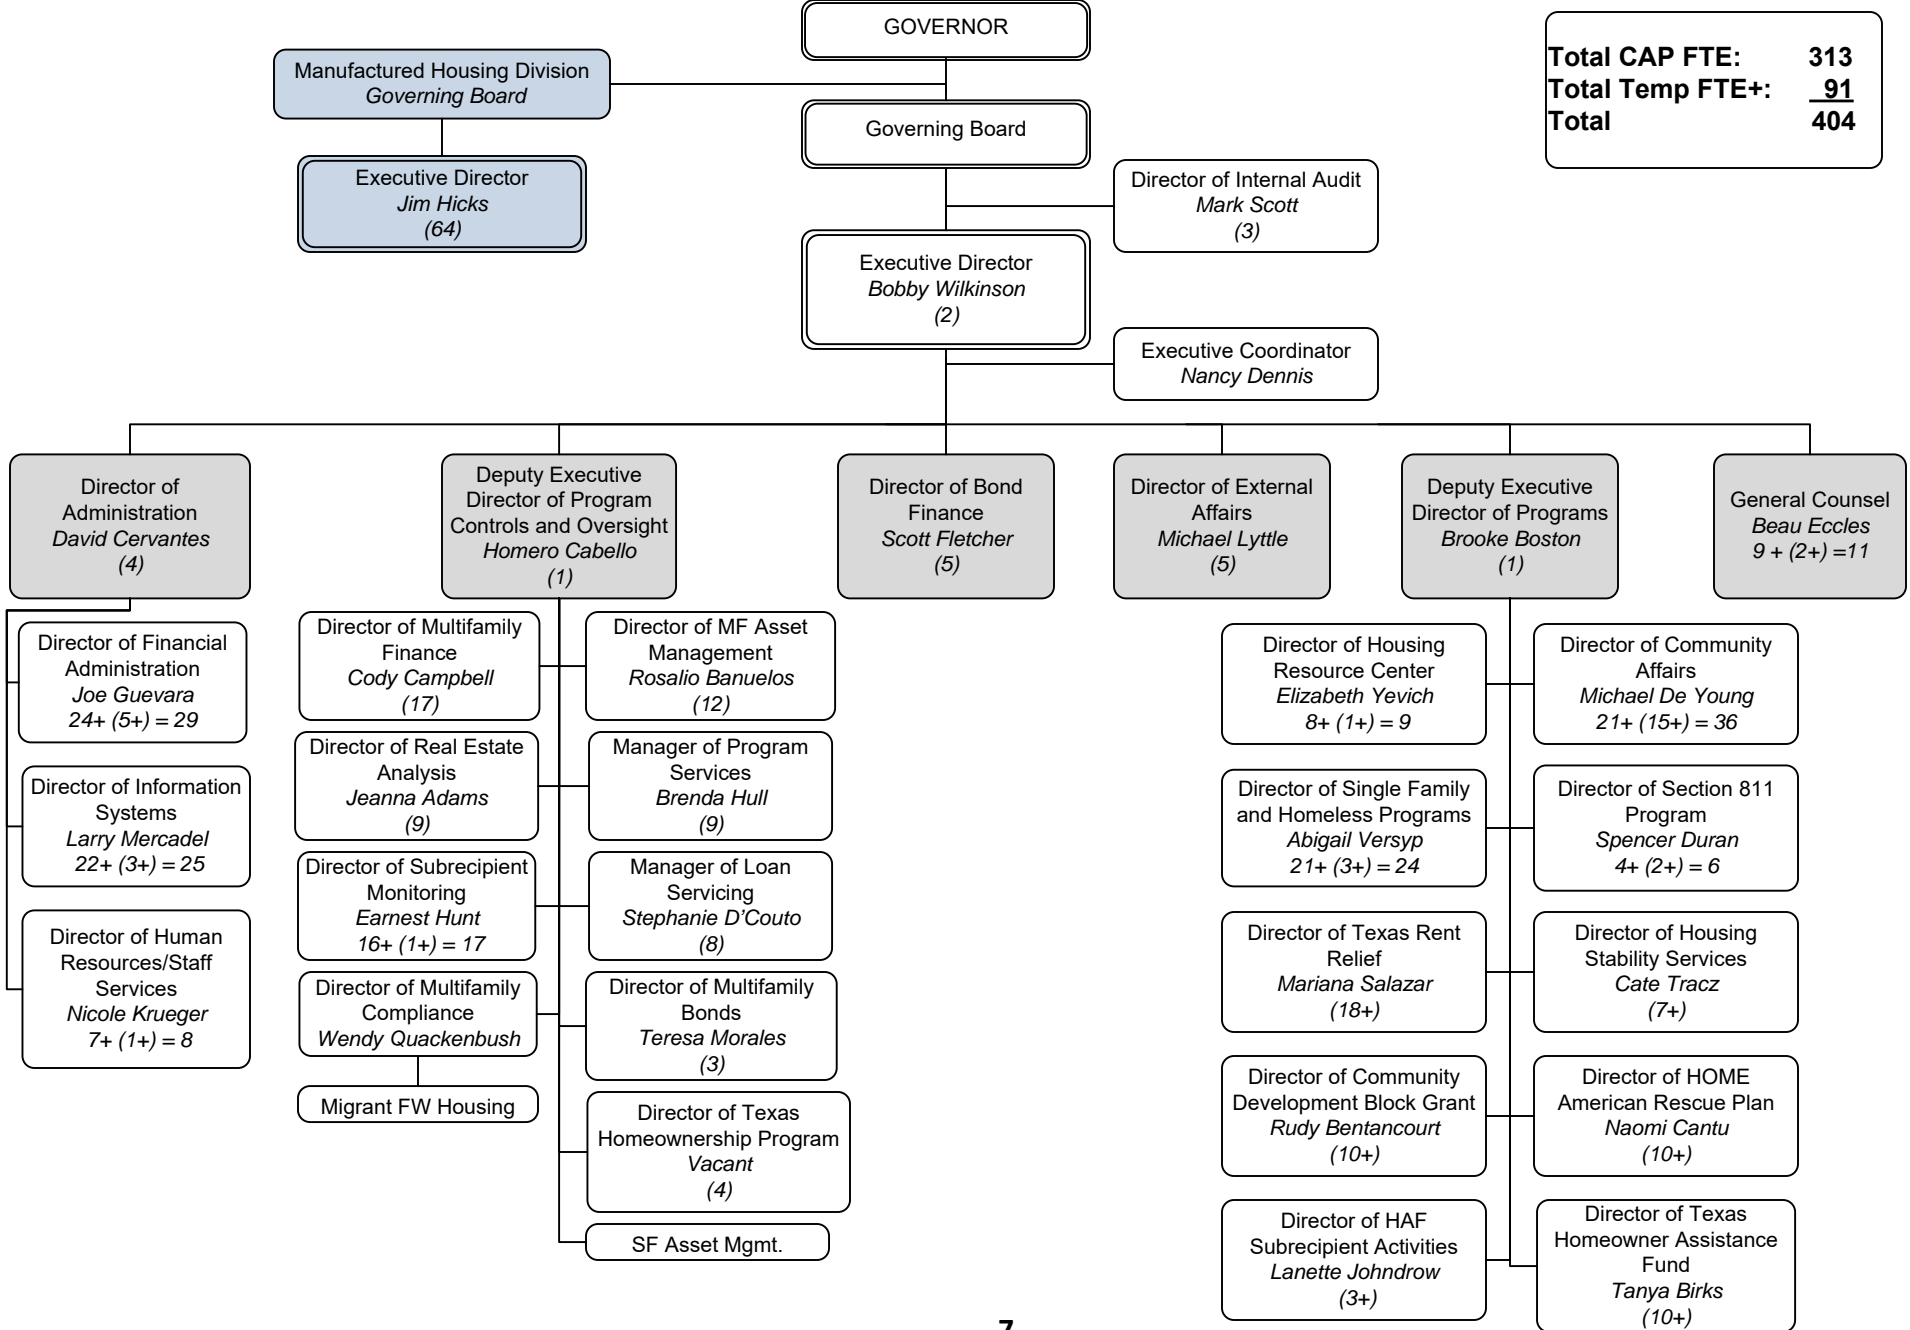 GOVERNOR
Manufactured Housing Division
Governing Board
Total CAP FTE: 313
Total Temp FTE+: 91
Total 404
Governing Board
Executive Director
Jim Hicks
(64)
Director of Internal Audit
Mark Scott
(3)
Executive Director
Bobby Wilkinson
(2)
Executive Coordinator
Nancy Dennis
Director of
Administration
David Cervantes
(4)
Deputy Executive
Director of Program
Controls and Oversight
Homero Cabello
(1)
Director of Bond
Finance
Scott Fletcher
(5)
Director of External
Affairs
Michael Lyttle
(5)
Deputy Executive
Director of Programs
Brooke Boston
(1)
General Counsel
Beau Eccles
9 + (2+) =11
Director of Financial
Administration
Joe Guevara
24+ (5+) = 29
Director of Information
Systems
Larry Mercadel
22+ (3+) = 25
Director of Human
Resources/Staff
Services
Nicole Krueger
7+ (1+) = 8
Director of Multifamily
Finance
Cody Campbell
(17)
Director of MF Asset
Management
Rosalio Banuelos
(12)
Director of Real Estate
Analysis
Jeanna Adams
(9)
Manager of Program
Services
Brenda Hull
(9)
Director of Subrecipient
Monitoring
Earnest Hunt
16+ (1+) = 17
Manager of Loan
Servicing
Stephanie D’Couto
(8)
Director of Multifamily
Compliance
Wendy Quackenbush
Director of Multifamily
Bonds
Teresa Morales
(3)
Migrant FW Housing
Director of Texas
Homeownership Program
Vacant
(4)
SF Asset Mgmt.
Director of Housing
Resource Center
Elizabeth Yevich
8+ (1+) = 9
Director of Community
Affairs
Michael De Young
21+ (15+) = 36
Director of Single Family
and Homeless Programs
Abigail Versyp
21+ (3+) = 24
Director of Section 811
Program
Spencer Duran
4+ (2+) = 6
Director of Texas Rent
Relief
Mariana Salazar
(18+)
Director of Housing
Stability Services
Cate Tracz
(7+)
Director of Community
Development Block Grant
Rudy Bentancourt
(10+)
Director of HOME
American Rescue Plan
Naomi Cantu
(10+)
Director of HAF
Subrecipient Activities
Lanette Johndrow
(3+)
Director of Texas
Homeowner Assistance
Fund
Tanya Birks
(10+)
7